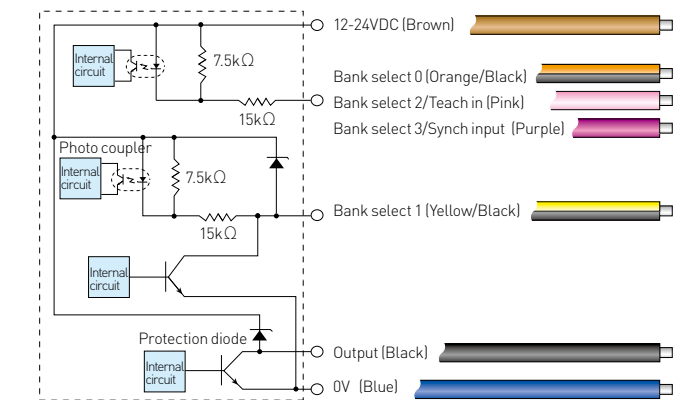 12-24VDC (Brown)
Internal circuit
7.5kΩ
15kΩ
Bank select 0 (Orange/Black)
Bank select 2/Teach in (Pink)
Bank select 3/Synch input (Purple)
Photo coupler
Internal circuit
7.5kΩ
15kΩ
Bank select 1 (Yellow/Black)
Internal circuit
Protection diode
Internal circuit
Output (Black)
0V (Blue)